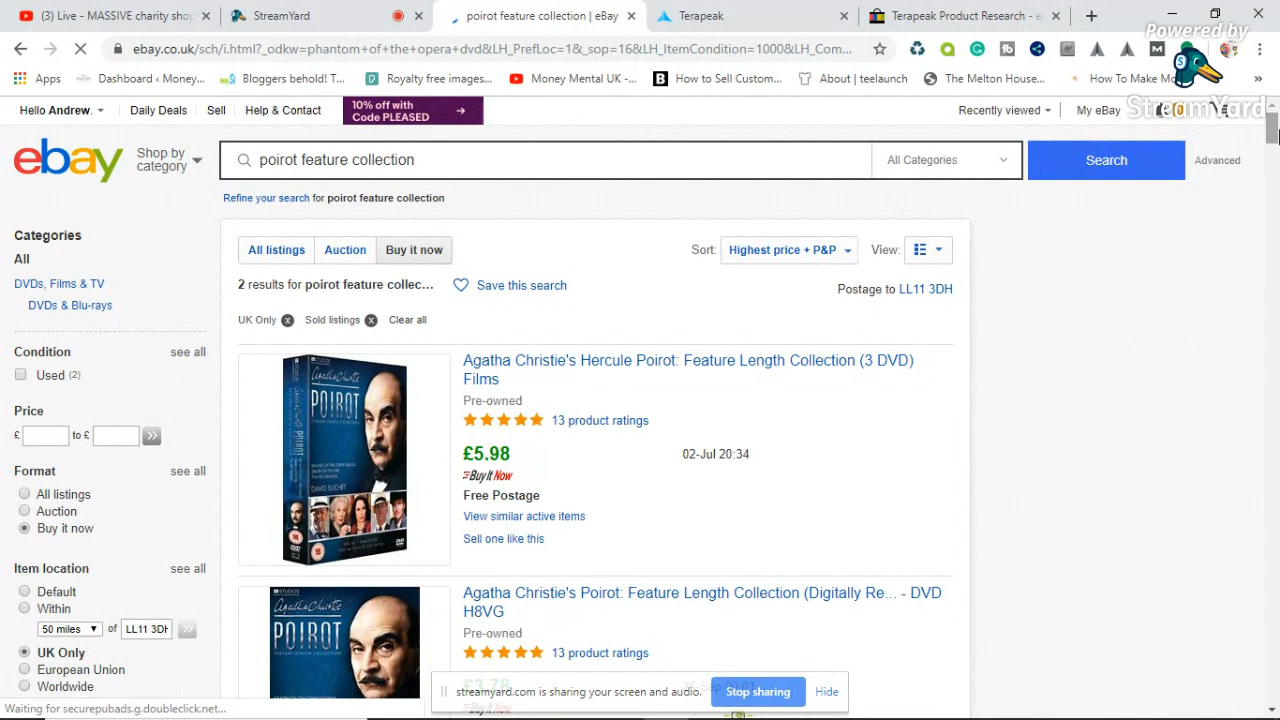 (3) Live - MASSIVE charity shop
StreamYard
poirot feature collection | eBay
Terapeak
Terapeak Product Research - e
ebay.co.uk/sch/i.html?_odkw=phantom+of+the+opera+dvd&LH_PrefLoc=1&_sop=16&LH_ItemCondition=1000&LH_Com...
Powered by
StreamYard
Apps
Dashboard ‹ Money...
Bloggers behold! T...
Royalty free images...
Money Mental UK -...
How to Sell Custom...
About | teelaunch
The Melton House...
How To Make Mo
Hello Andrew.
Daily Deals
Sell
Help & Contact
10% off with
Code PLEASED
Recently viewed
My eBay
ebay
Shop by
category
poirot feature collection
All Categories
Search
Advanced
Refine your search for poirot feature collection
Categories
All
DVDs, Films & TV
DVDs & Blu-rays
Condition
see all
Used (2)
Price
£
to £
Format
see all
All listings
Auction
Buy it now
Item location
see all
Default
Within
50 miles
of
LL11 3DH
UK Only
European Union
Worldwide
All listings
Auction
Buy it now
Sort:
Highest price + P&P
View:
2 results for poirot feature collec...
Save this search
Postage to LL11 3DH
UK Only
Sold listings
Clear all
Agatha Christie's
POIROT
DAVID SUCHET
Agatha Christie's Hercule Poirot: Feature Length Collection (3 DVD)
Films
Pre-owned
13 product ratings
£5.98
02-Jul 20:34
Buy It Now
Free Postage
View similar active items
Sell one like this
Agatha Christie's
POIROT
Agatha Christie's Poirot: Feature Length Collection (Digitally Re... - DVD
H8VG
Pre-owned
13 product ratings
£3.78
streamyard.com is sharing your screen and audio.
Stop sharing
Hide
Waiting for securepubads.g.doubleclick.net...